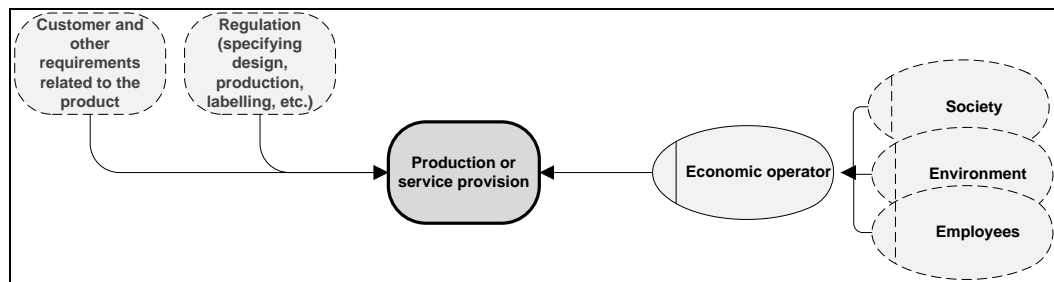 Customer and
other
requirements
related to the
product
Regulation
(specifying
design,
production,
labelling, etc.)
Production or
service provision
Economic operator
Society
Environment
Employees